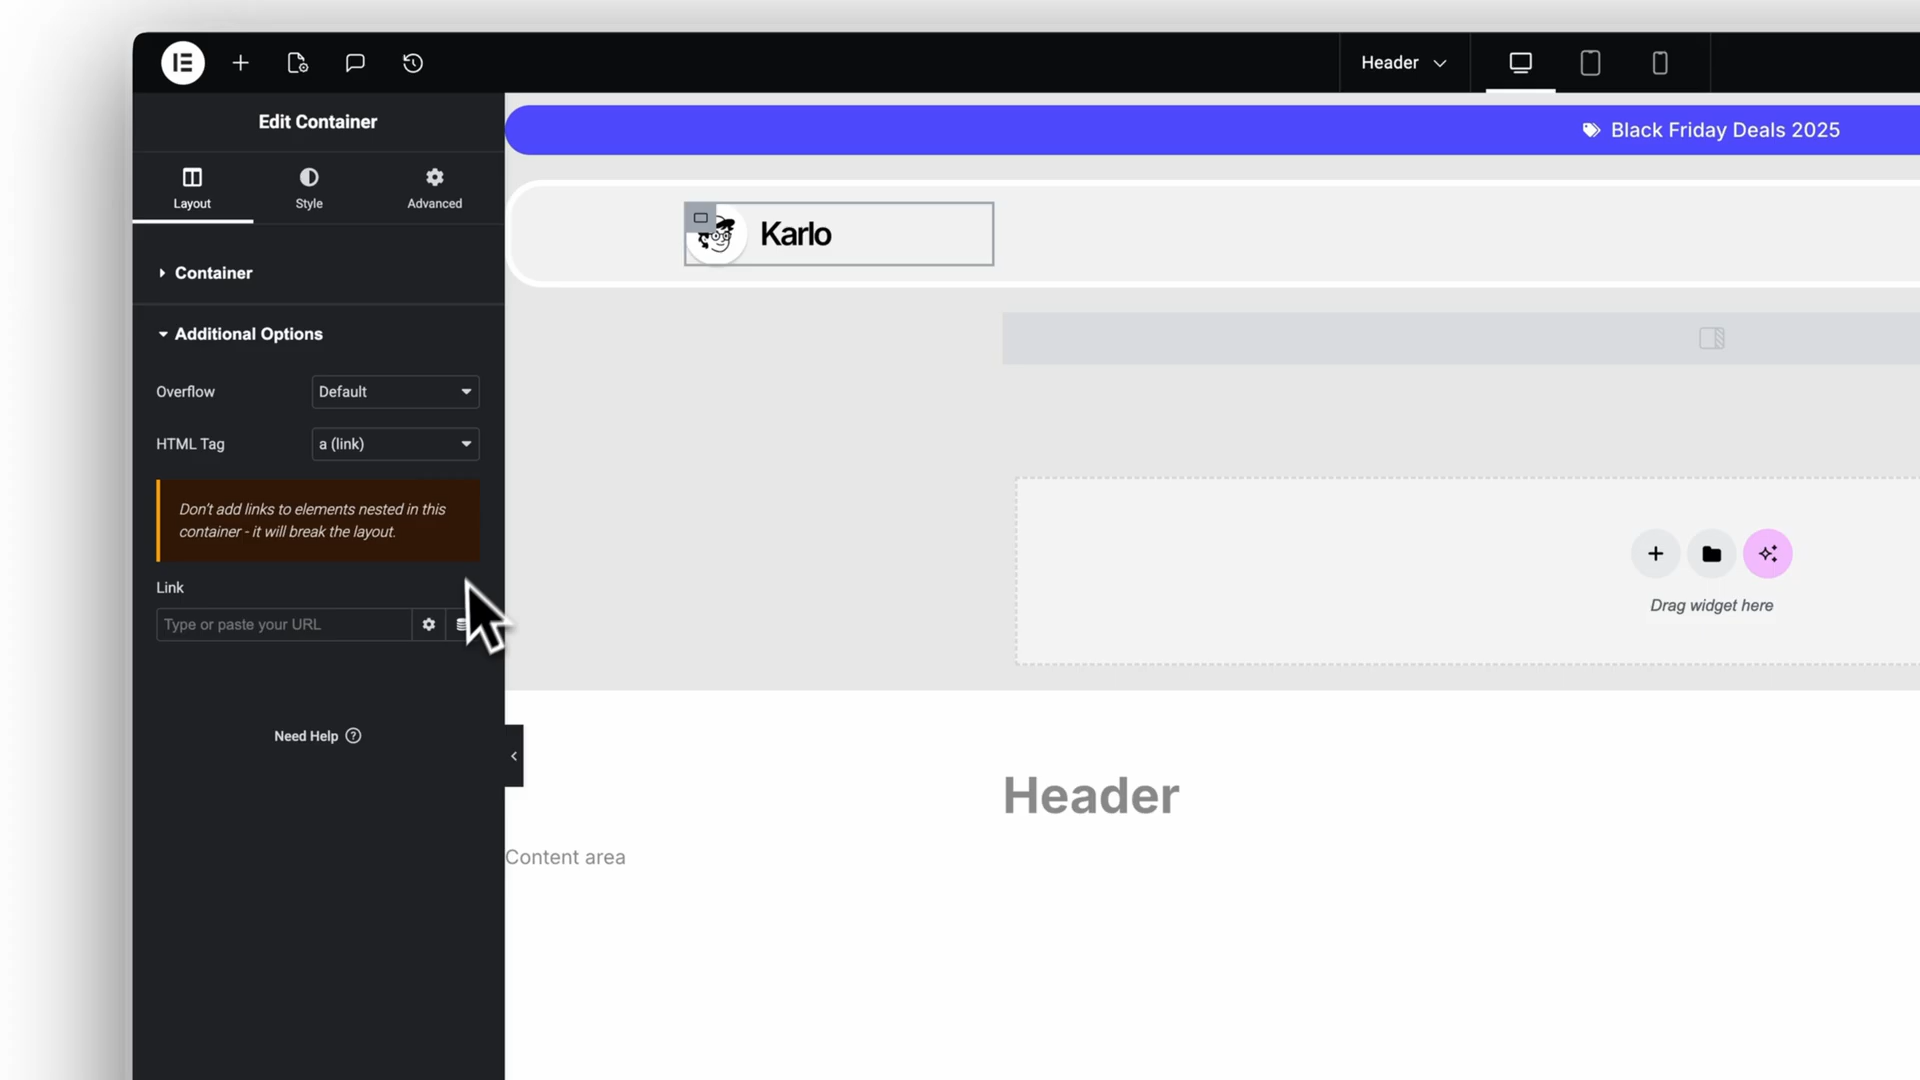 Header
Edit Container
Black Friday Deals 2025
Layout
Style
Advanced
Karlo
Container
Additional Options
Overflow
Default
HTML Tag
a (link)
Don't add links to elements nested in this
container - it will break the layout.
Link
Type or paste your URL
Drag widget here
Need Help
Header
Content area